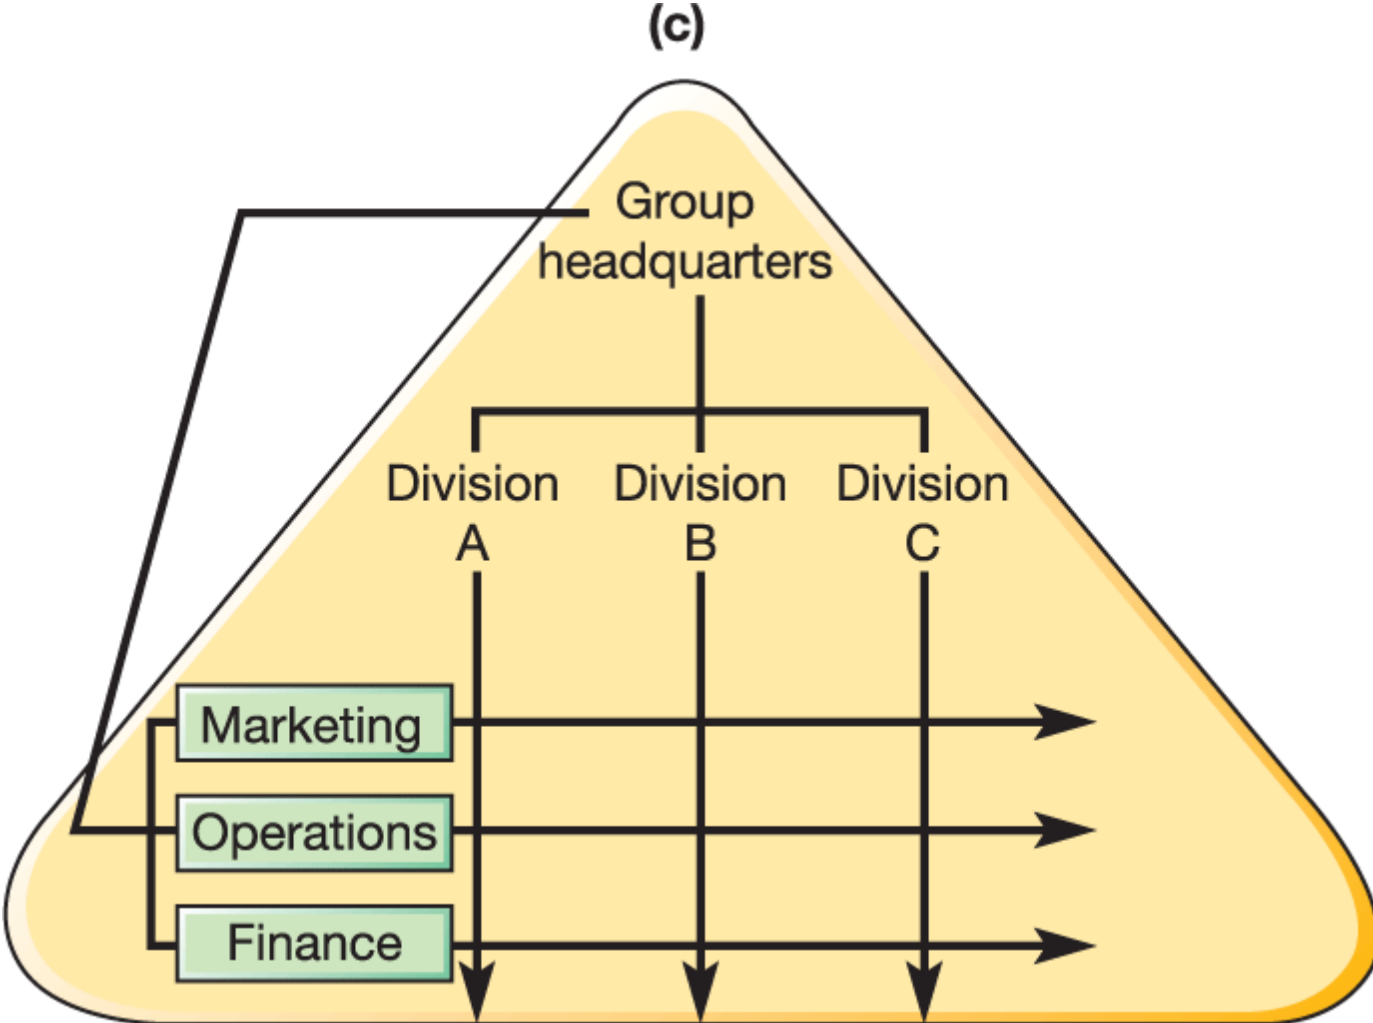 (c)
Group
headquarters
Division Division Division
A B C
Marketing
Operations
Finance